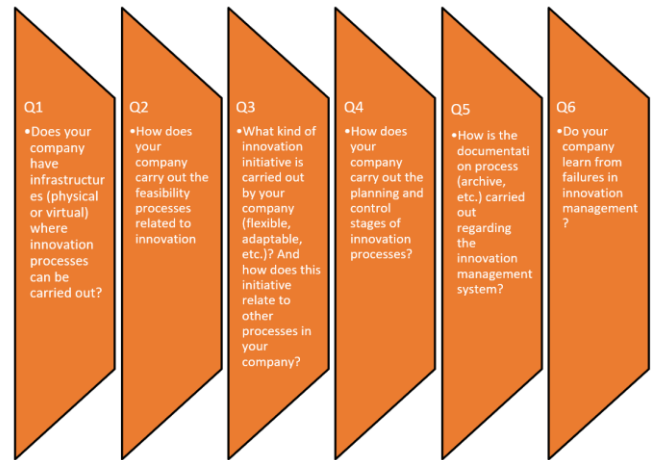 Q1
•Does your
company
have
infrastructur
es (physical
or virtual)
where
innovation
processes
can be
carried out?
Q2
•How does
your
company
carry out the
feasibility
processes
related to
innovation
Q3
•What kind of
innovation
initiative is
carried out
by your
company
(flexible,
adaptable,
etc.)? And
how does this
initiative
relate to
other
processes in
your
company?
Q4
•How does
your
company
carry out the
planning and
control
stages of
innovation
processes?
Q5
•How is the
documentati
on process
(archive,
etc.) carried
out
regarding
the
innovation
management
system?
Q6
•Do your
company
learn from
failures in
innovation
management
?